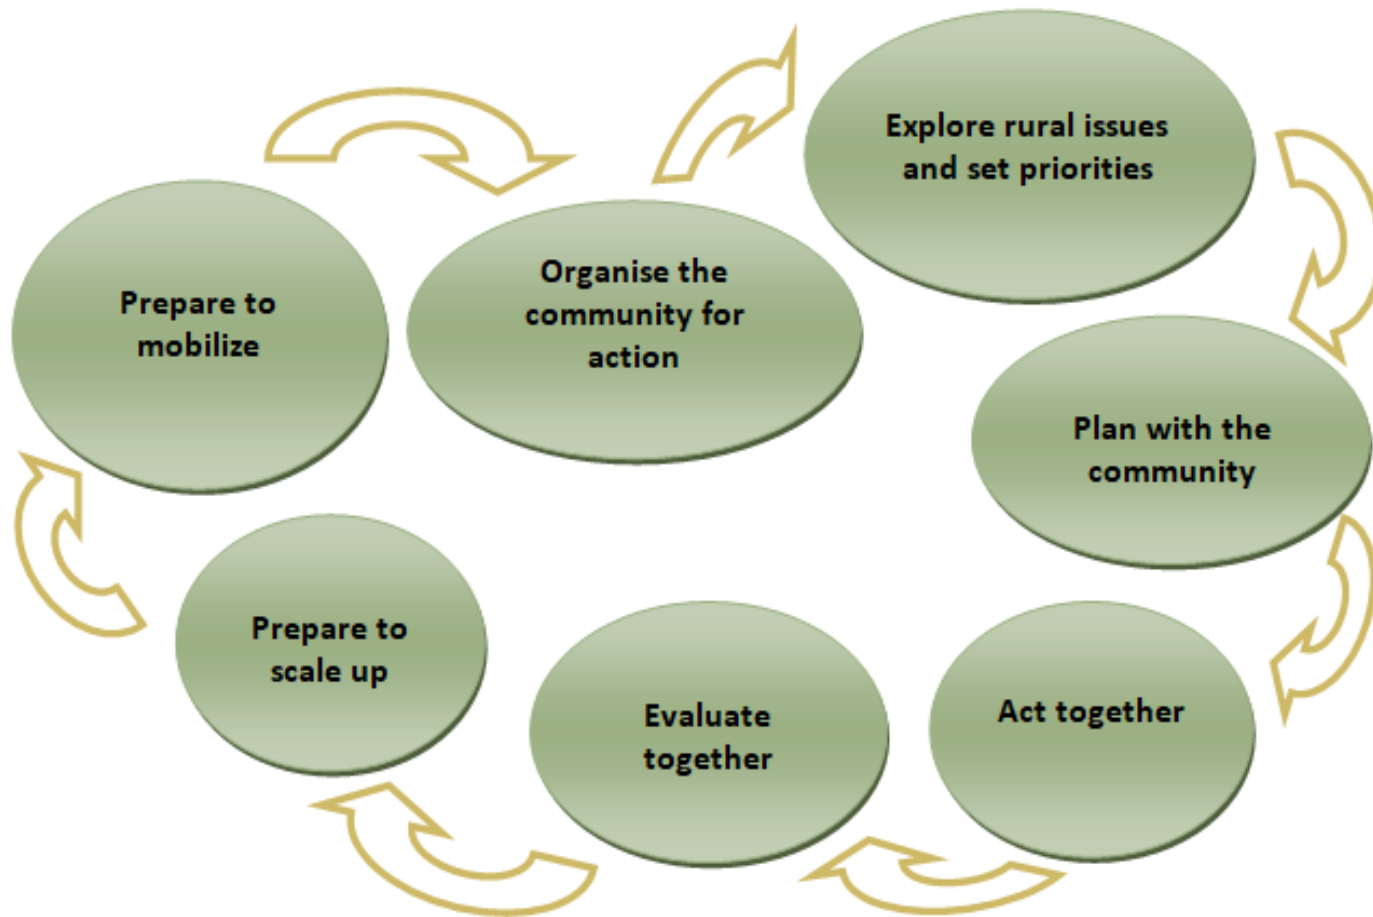 Prepare to
mobilize
Organise the
community for
action
Explore rural issues
and set priorities
Plan with the
community
Act together
Evaluate
together
Prepare to
scale up